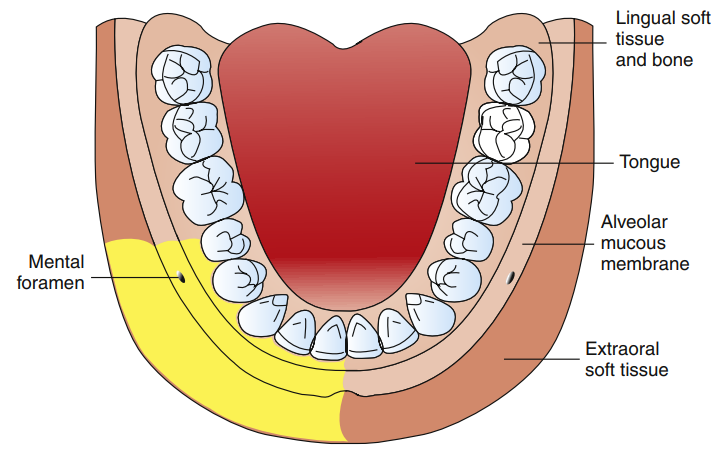 Lingual soft
tissue
and bone
Tongue
Alveolar
mucous
membrane
Mental
foramen
Extraoral
soft tissue